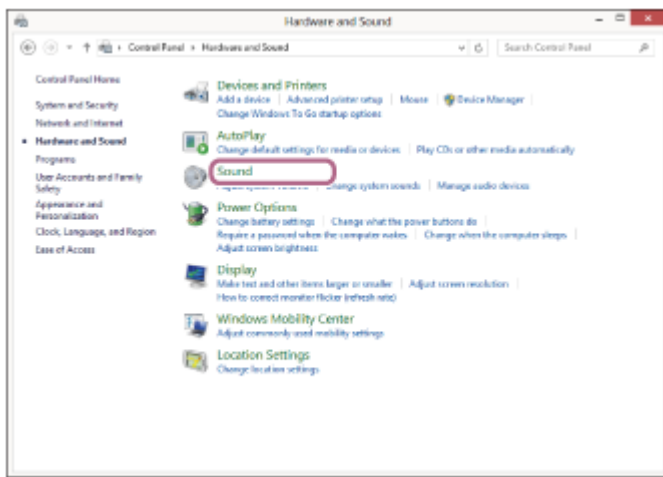 Hardware and Sound
Control Panel › Hardware and Sound
Search Control Panel
Control Panel Home
System and Security
Network and Internet
Hardware and Sound
Programs
User Accounts and Family
Safety
Appearance and
Personalization
Clock, Language, and Region
Ease of Access
Devices and Printers
Add a device | Advanced printer setup | Mouse | Device Manager
Change Windows To Go startup options
AutoPlay
Change default settings for media or devices | Play CDs or other media automatically
Sound
Change system sounds | Manage audio devices
Power Options
Change battery settings | Change what the power buttons do
Require a password when the computer wakes | Change when the computer sleeps
Adjust screen brightness
Display
Make text and other items larger or smaller | Adjust screen resolution
How to correct monitor flicker (refresh rate)
Windows Mobility Center
Adjust commonly used mobility settings
Location Settings
Change location settings